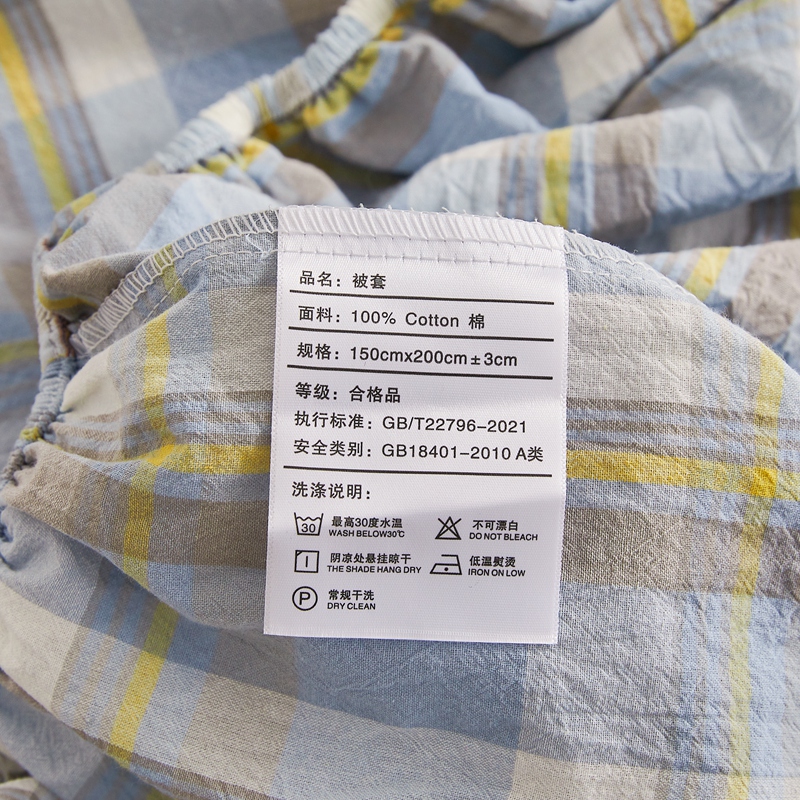 品名：被套
面料：100% Cotton 棉
规格：150cmx200cm±3cm
等级：合格品
执行标准：GB/T22796-2021
安全类别：GB18401-2010 A类
洗涤说明：
30 最高30度水温 不可漂白
WASH BELOW30℃ DO NOT BLEACH
阴凉处悬挂晾干 低温熨烫
THE SHADE HANG DRY IRON ON LOW
P 常规干洗
DRY CLEAN